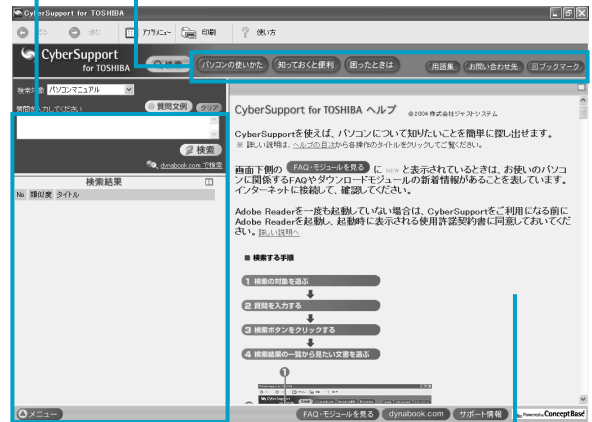 CyberSupport for TOSHIBA
戻る 進む ｱﾌﾟﾘﾒﾆｭｰ 印刷 使い方
CyberSupport
for TOSHIBA
パソコンの使いかた 知っておくと便利 困ったときは 用語集 お問い合わせ先 ブックマーク
検索対象 パソコンマニュアル
質問を入力してください 質問文例 クリア
検索
dynabook.com で検索
検索結果
No 類似度 タイトル
CyberSupport for TOSHIBA ヘルプ ©2004 株式会社ジャストシステム
CyberSupportを使えば、パソコンについて知りたいことを簡単に探し出せます。
※ 詳しい説明は、ヘルプの目次から各操作のタイトルをクリックしてご覧ください。
画面下側の FAQ・モジュールを見る に NEW と表示されているときは、お使いのパソコ
ンに関係するFAQやダウンロードモジュールの新着情報があることを表しています。
インターネットに接続して、確認してください。
Adobe Readerを一度も起動していない場合は、CyberSupportをご利用になる前に
Adobe Readerを起動し、起動時に表示される使用許諾契約書に同意しておいてくだ
さい。詳しい説明へ
■ 検索する手順
1 検索の対象を選ぶ
2 質問を入力する
3 検索ボタンをクリックする
4 検索結果の一覧から見たい文書を選ぶ
1
メニュー FAQ・モジュールを見る dynabook.com サポート情報 Powered by ConceptBase